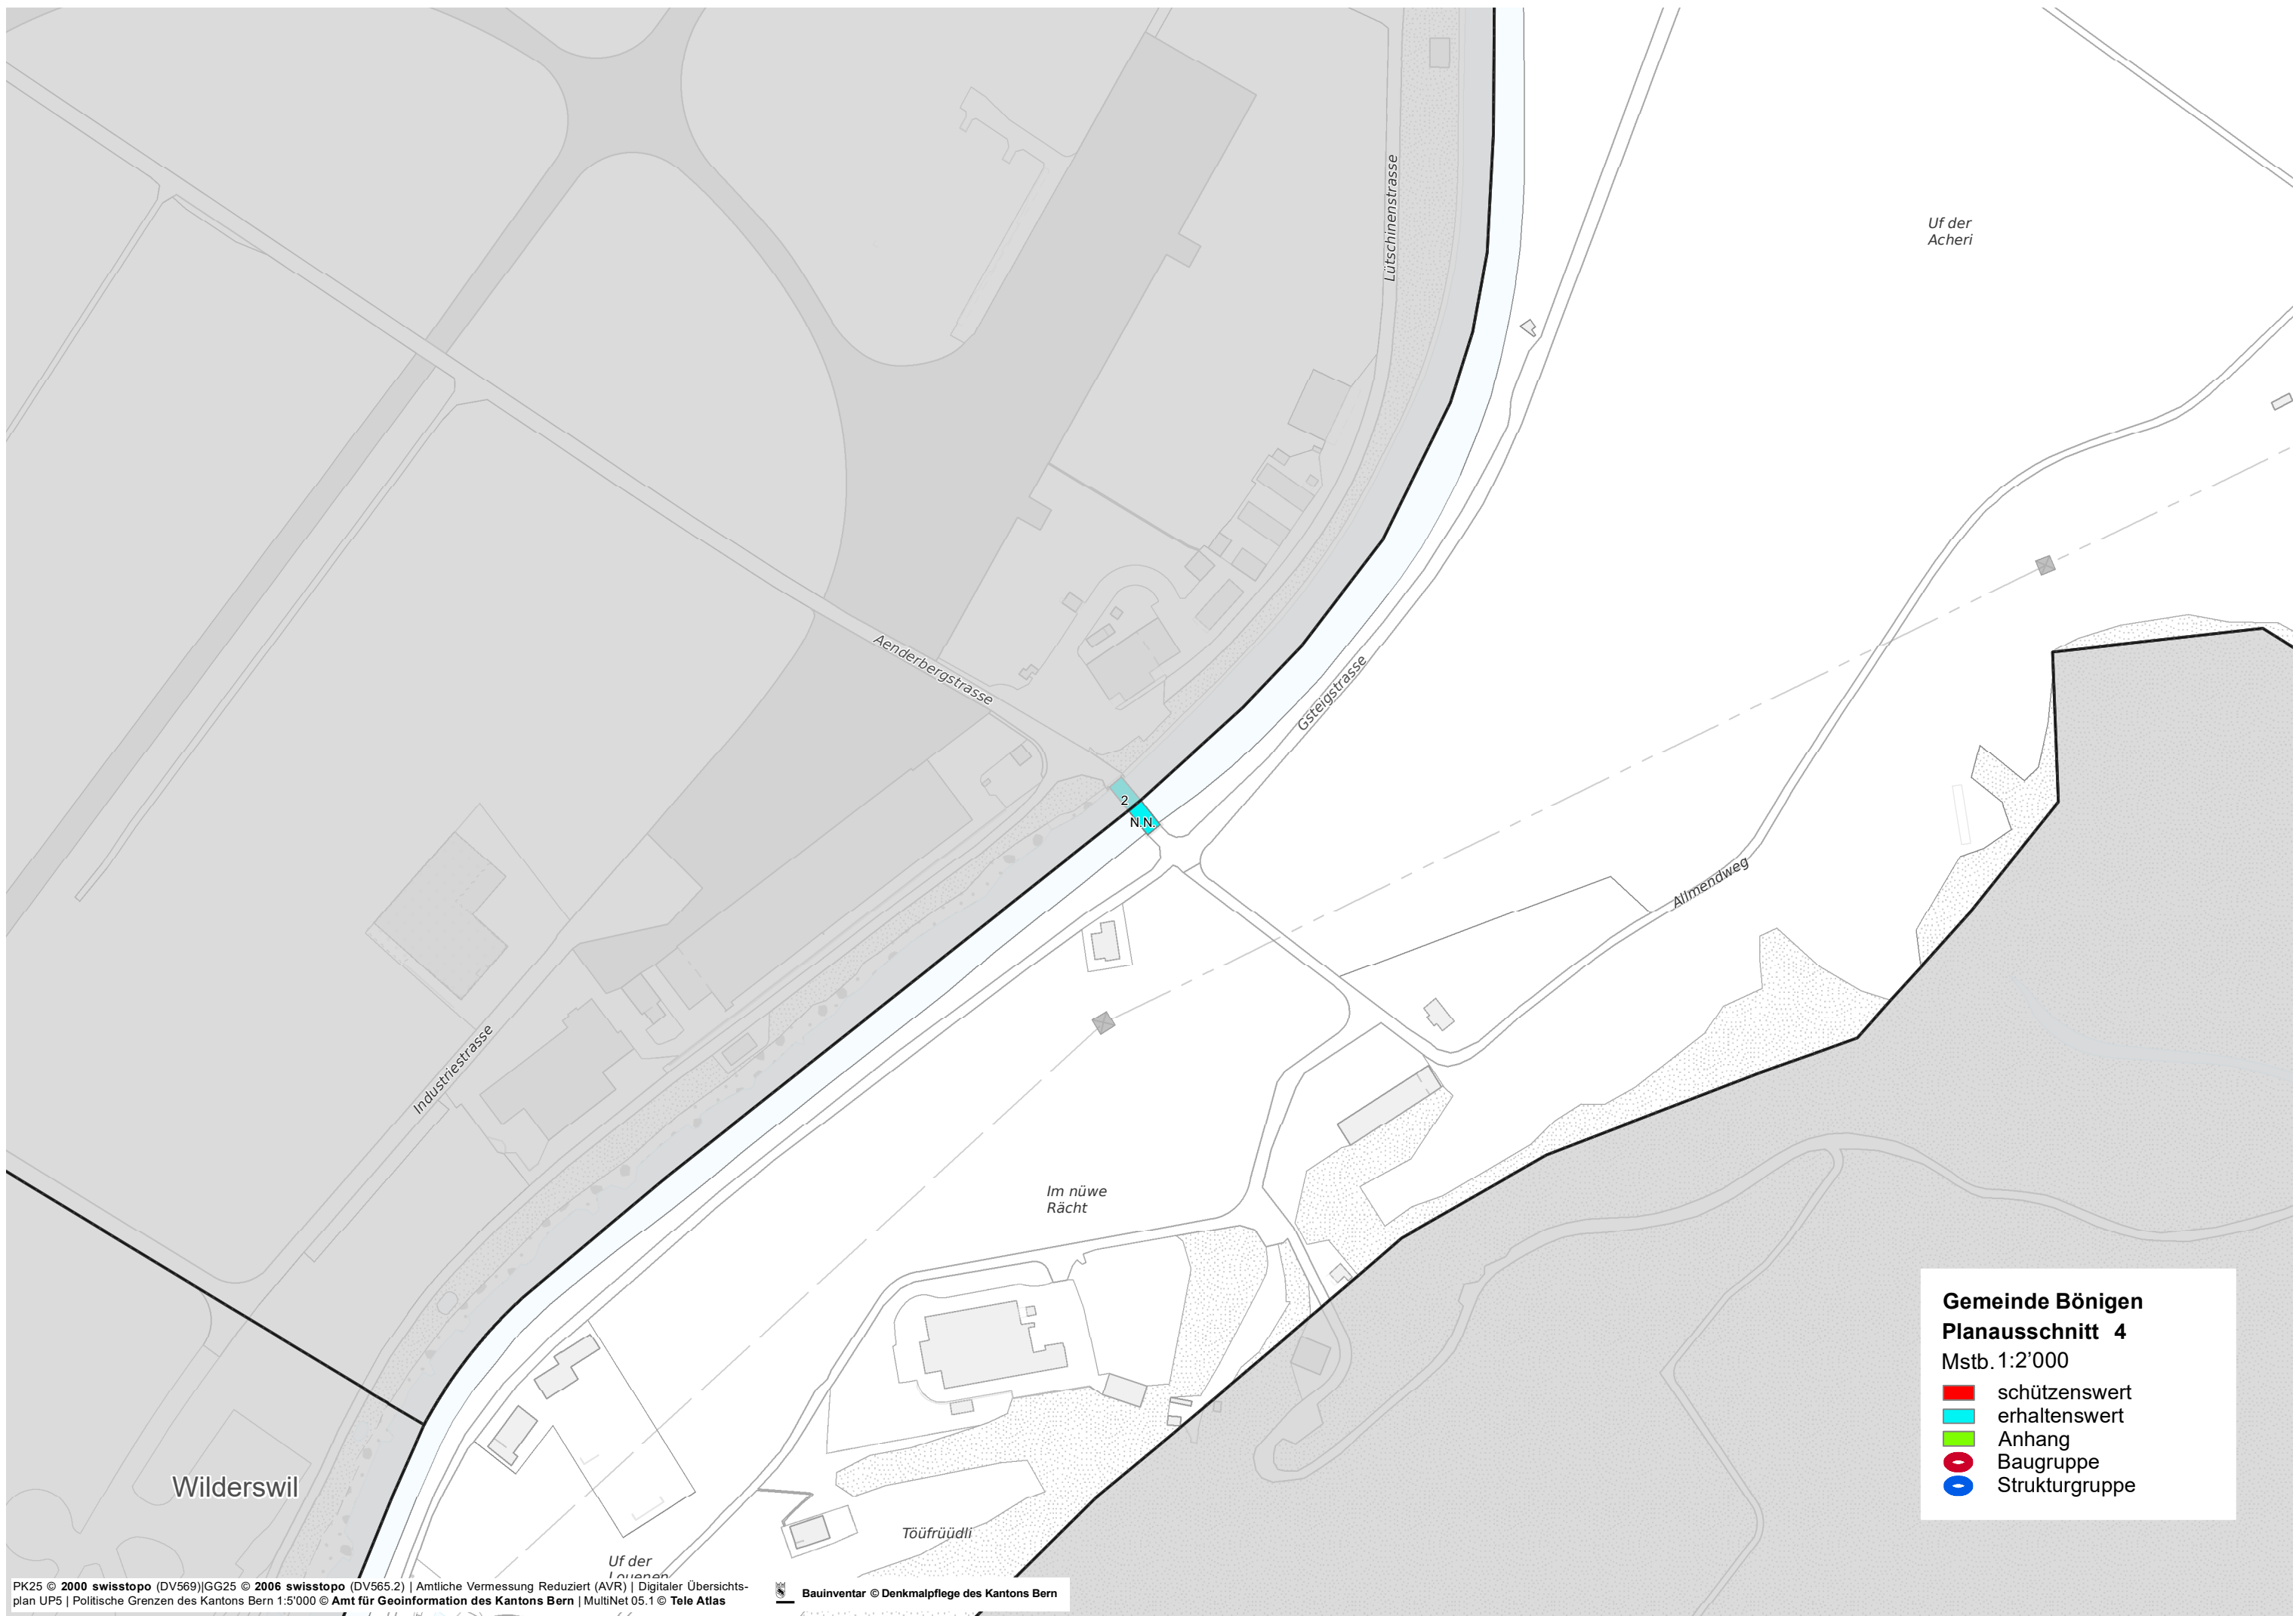 Uf der
Acheri
Lütschinenstrasse
Aenderbergstrasse
Gsteigstrasse
2
N.N.
Allmendweg
Industriestrasse
Im nüwe
Rächt
Wilderswil
Töüfrüüdli
Uf der
Louenen
Gemeinde Bönigen
Planausschnitt 4
Mstb. 1:2’000
schützenswert
erhaltenswert
Anhang
Baugruppe
Strukturgruppe
PK25 © 2000 swisstopo (DV569)|GG25 © 2006 swisstopo (DV565.2) | Amtliche Vermessung Reduziert (AVR) | Digitaler Übersichts-
plan UP5 | Politische Grenzen des Kantons Bern 1:5'000 © Amt für Geoinformation des Kantons Bern | MultiNet 05.1 © Tele Atlas
Bauinventar © Denkmalpflege des Kantons Bern